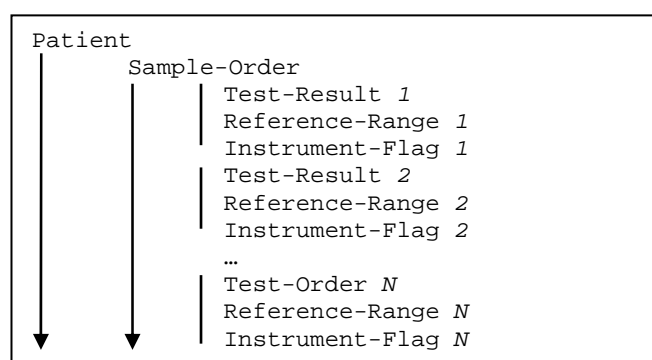 Patient
Sample-Order
Test-Result 1
Reference-Range 1
Instrument-Flag 1
Test-Result 2
Reference-Range 2
Instrument-Flag 2
…
Test-Order N
Reference-Range N
Instrument-Flag N